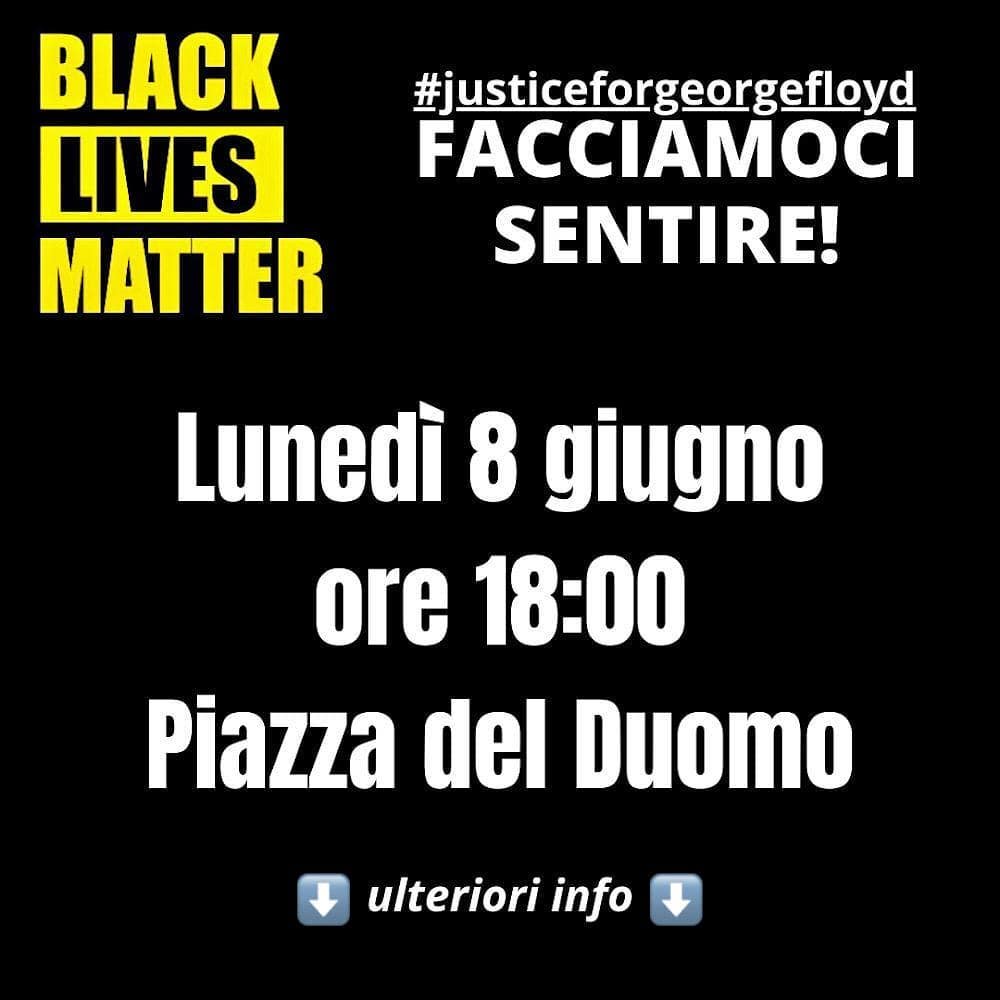 BLACK
LIVES
MATTER
#justiceforgeorgefloyd
FACCIAMOCI
SENTIRE!
Lunedì 8 giugno
ore 18:00
Piazza del Duomo
⬇️ ulteriori info ⬇️